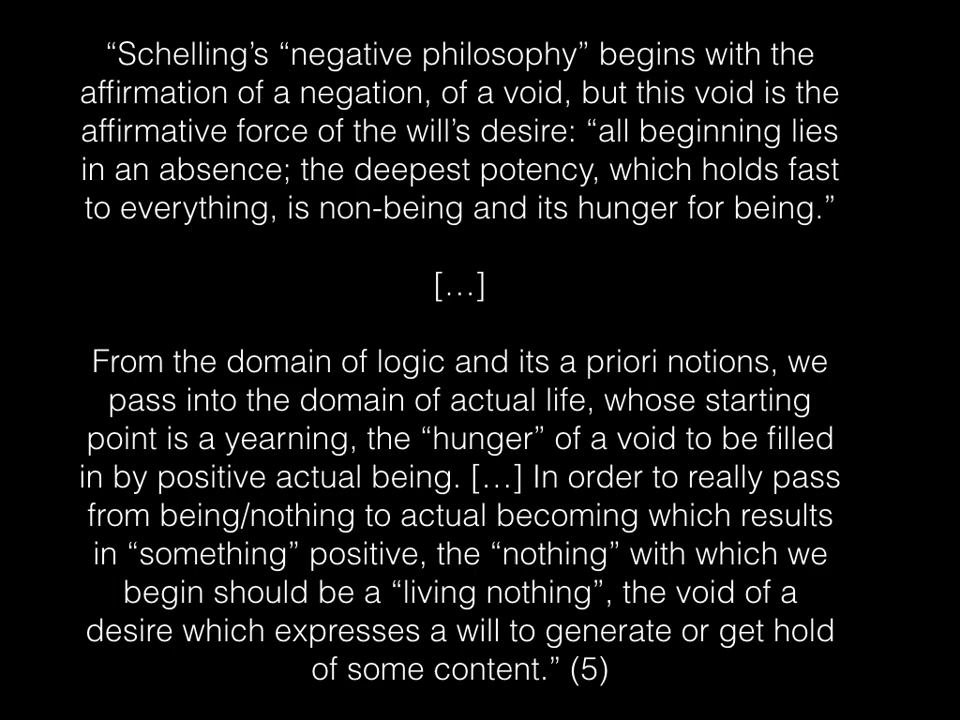 “Schelling’s “negative philosophy” begins with the
affirmation of a negation, of a void, but this void is the
affirmative force of the will’s desire: “all beginning lies
in an absence; the deepest potency, which holds fast
to everything, is non-being and its hunger for being.”
[…]
From the domain of logic and its a priori notions, we
pass into the domain of actual life, whose starting
point is a yearning, the “hunger” of a void to be filled
in by positive actual being. […] In order to really pass
from being/nothing to actual becoming which results
in “something” positive, the “nothing” with which we
begin should be a “living nothing”, the void of a
desire which expresses a will to generate or get hold
of some content.” (5)